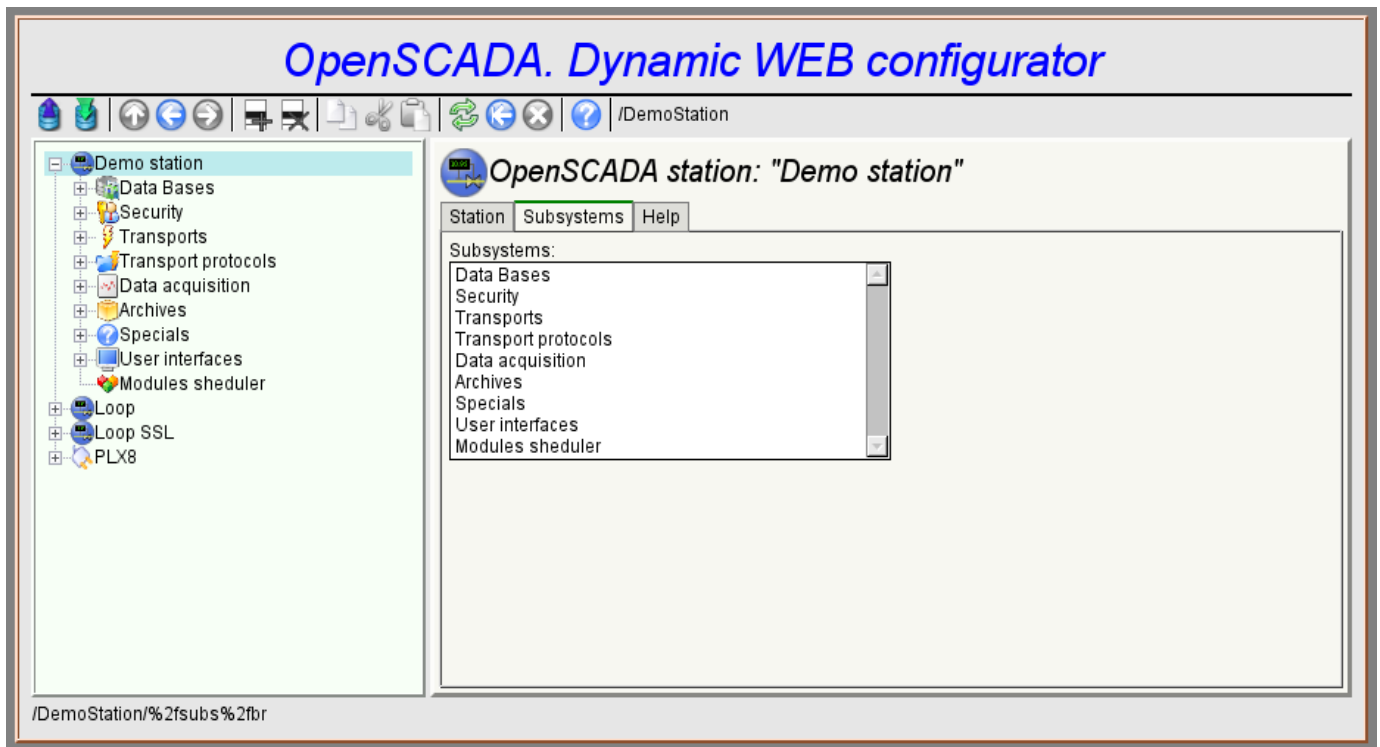 OpenSCADA. Dynamic WEB configurator
/DemoStation
Demo station
Data Bases
Security
Transports
Transport protocols
Data acquisition
Archives
Specials
User interfaces
Modules sheduler
Loop
Loop SSL
PLX8
OpenSCADA station: "Demo station"
Station Subsystems Help
Subsystems:
Data Bases
Security
Transports
Transport protocols
Data acquisition
Archives
Specials
User interfaces
Modules sheduler
/DemoStation/%2fsubs%2fbr